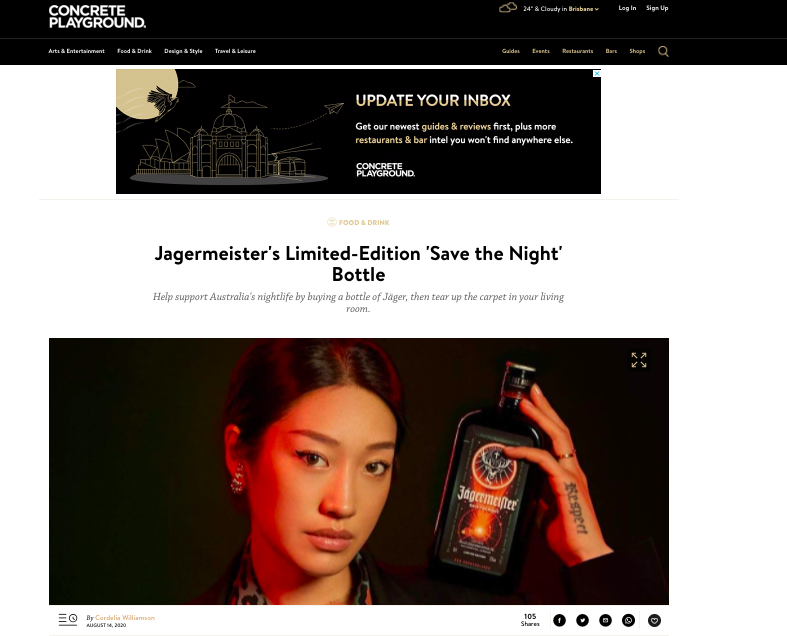 CONCRETE
PLAYGROUND.
24° & Cloudy in Brisbane
Log In
Sign Up
Arts & Entertainment
Food & Drink
Design & Style
Travel & Leisure
Guides
Events
Restaurants
Bars
Shops
UPDATE YOUR INBOX
Get our newest guides & reviews first, plus more
restaurants & bar intel you won't find anywhere else.
CONCRETE
PLAYGROUND.
FOOD & DRINK
Jagermeister's Limited-Edition 'Save the Night'
Bottle
Help support Australia's nightlife by buying a bottle of Jäger, then tear up the carpet in your living
room.
Jägermeister
Respect
By Cordelia Williamson
AUGUST 14, 2020
105
Shares